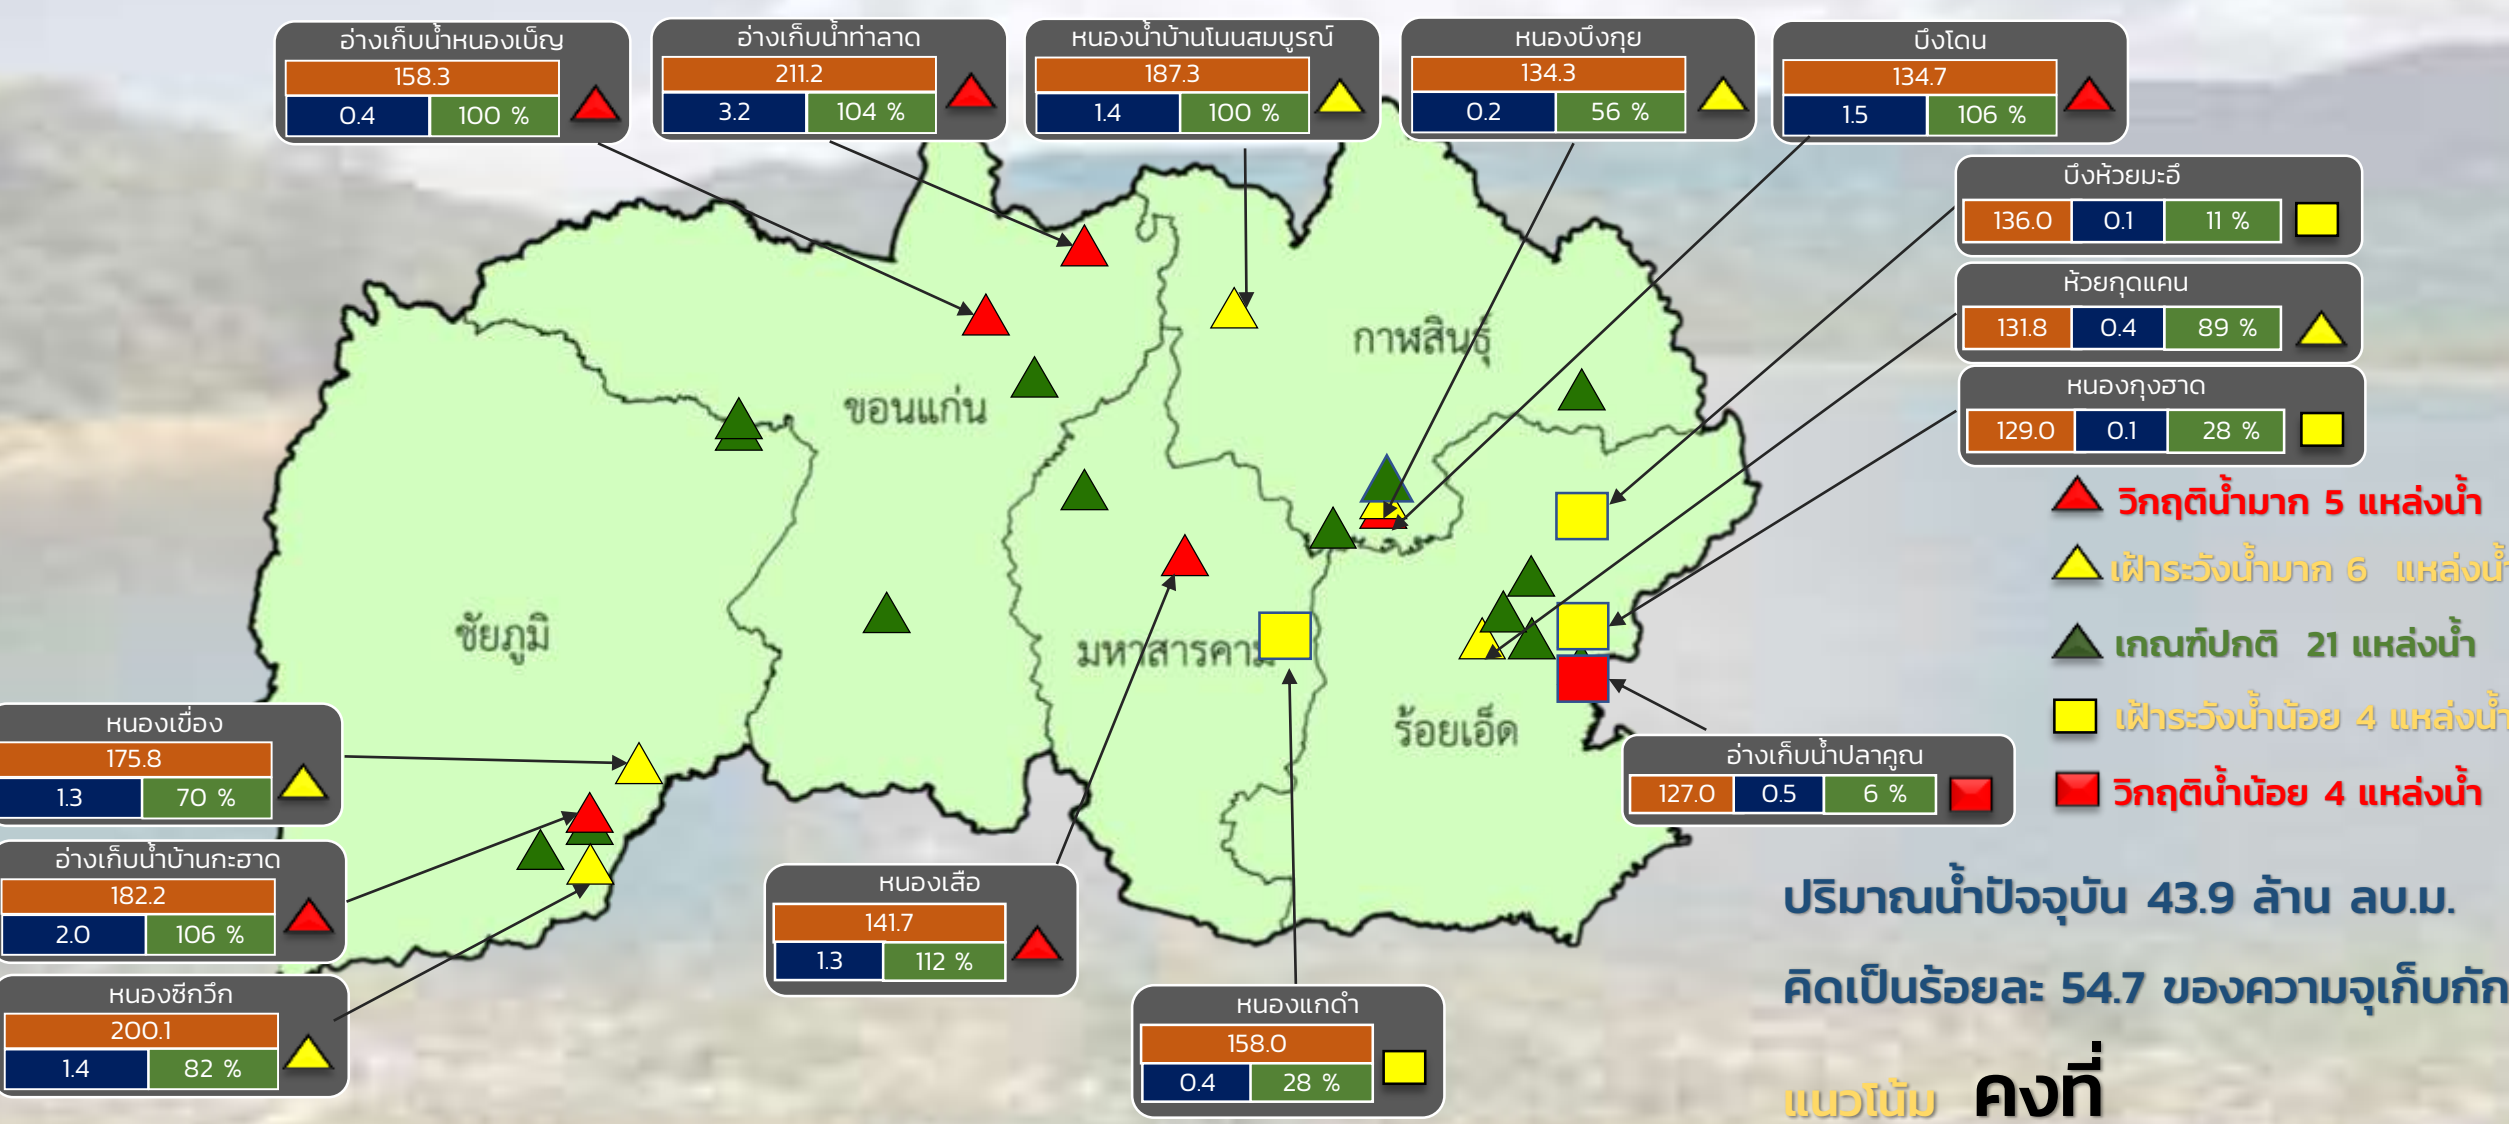 อ่างเก็บน้ำหนองเบ็ญ
158.3
0.4 100 %
อ่างเก็บน้ำท่าลาด
211.2
3.2 104 %
หนองน้ำบ้านโนนสมบูรณ์
187.3
1.4 100 %
หนองบึงกุย
134.3
0.2 56 %
บึงโดน
134.7
1.5 106 %
บึงห้วยมะอึ
136.0 0.1 11 %
ห้วยกุดแคน
131.8 0.4 89 %
หนองกุงฮาด
129.0 0.1 28 %
กาฬสินธุ์
ขอนแก่น
ชัยภูมิ
มหาสารคาม
ร้อยเอ็ด
วิกฤติน้ำมาก 5 แหล่งน้ำ
เฝ้าระวังน้ำมาก 6 แหล่งน้ำ
เกณฑ์ปกติ 21 แหล่งน้ำ
เฝ้าระวังน้ำน้อย 4 แหล่งน้ำ
วิกฤติน้ำน้อย 4 แหล่งน้ำ
หนองเขื่อง
175.8
1.3 70 %
อ่างเก็บน้ำบ้านกะฮาด
182.2
2.0 106 %
หนองซีกวึก
200.1
1.4 82 %
หนองเสือ
141.7
1.3 112 %
หนองแกดำ
158.0
0.4 28 %
อ่างเก็บน้ำปลาคูณ
127.0 0.5 6 %
ปริมาณน้ำปัจจุบัน 43.9 ล้าน ลบ.ม.
คิดเป็นร้อยละ 54.7 ของความจุเก็บกัก
แนวโน้ม คงที่